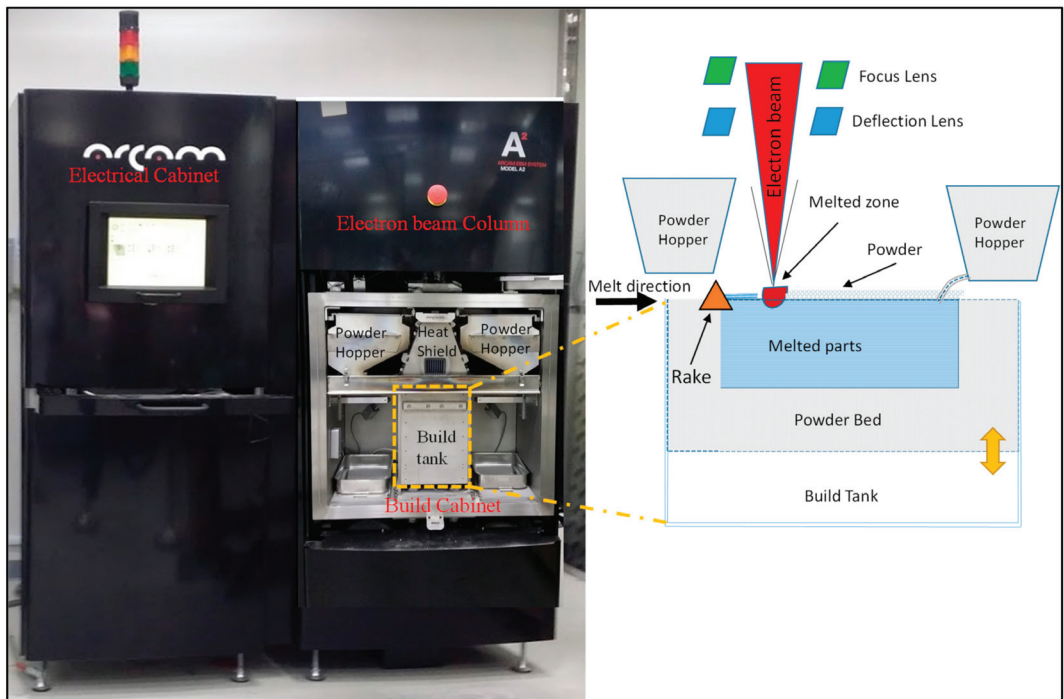 arcam
Electrical Cabinet
A2
ARCAM EBM SYSTEM
MODEL A2
Electron beam Column
Powder
Hopper
Heat
Shield
Powder
Hopper
Build
tank
Build Cabinet
Focus Lens
Deflection Lens
Electron beam
Powder
Hopper
Melted zone
Powder
Powder
Hopper
Melt direction
Melted parts
Rake
Powder Bed
Build Tank